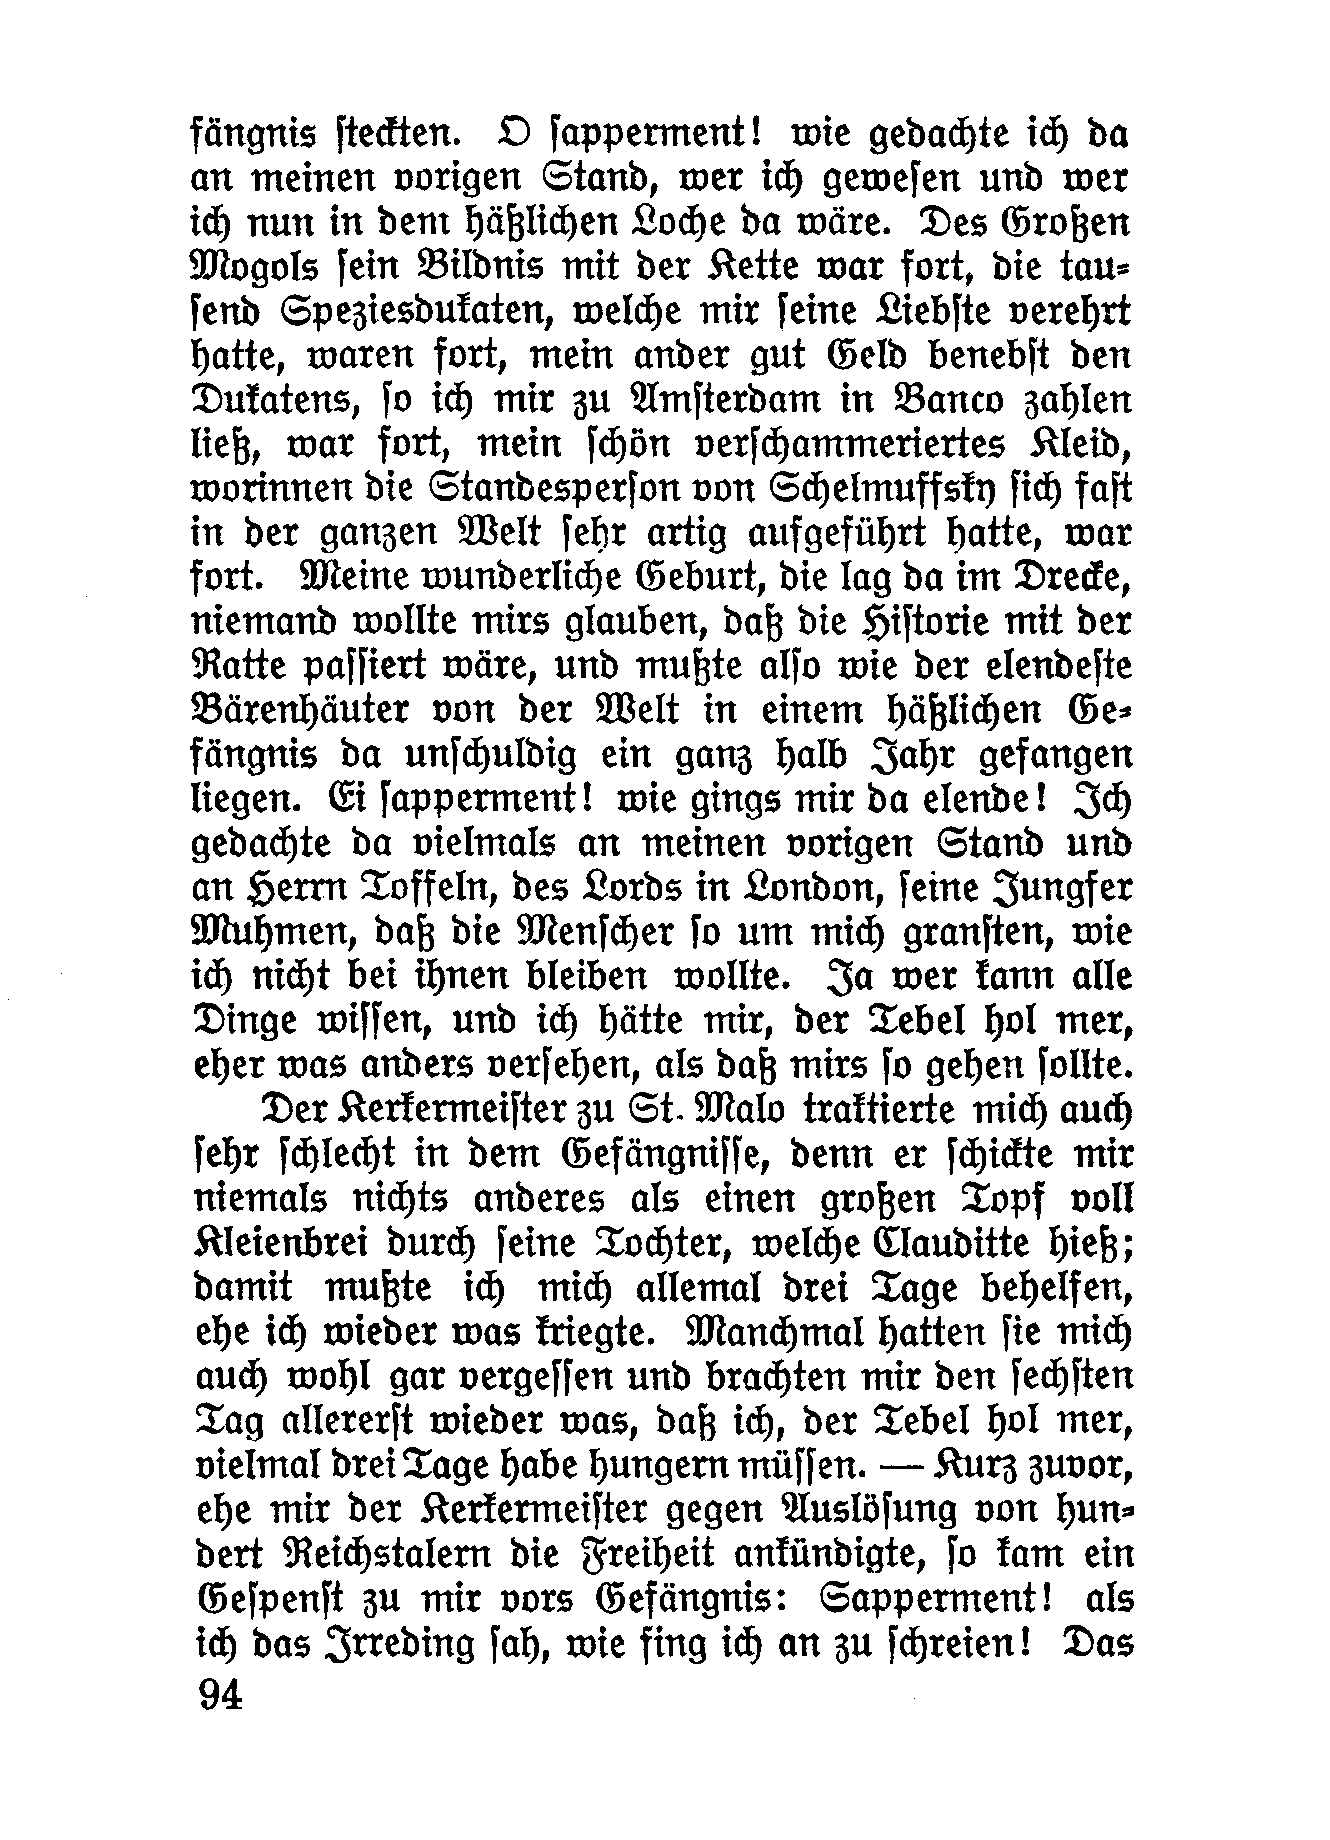 fängnis ſteckten. O ſapperment! wie gedachte ich da
an meinen vorigen Stand, wer ich geweſen und wer
ich nun in dem häßlichen Loche da wäre. Des Großen
Mogols ſein Bildnis mit der Kette war fort, die tau-
ſend Speziesdukaten, welche mir ſeine Liebſte verehrt
hatte, waren fort, mein ander gut Geld benebſt den
Dukatens, ſo ich mir zu Amſterdam in Banco zahlen
ließ, war fort, mein ſchön verſchammeriertes Kleid,
worinnen die Standesperſon von Schelmuffsky ſich faſt
in der ganzen Welt ſehr artig aufgeführt hatte, war
fort. Meine wunderliche Geburt, die lag da im Drecke,
niemand wollte mirs glauben, daß die Hiſtorie mit der
Ratte paſſiert wäre, und mußte alſo wie der elendeſte
Bärenhäuter von der Welt in einem häßlichen Ge-
fängnis da unſchuldig ein ganz halb Jahr gefangen
liegen. Ei ſapperment! wie gings mir da elende! Ich
gedachte da vielmals an meinen vorigen Stand und
an Herrn Toffeln, des Lords in London, ſeine Jungfer
Muhmen, daß die Menſcher ſo um mich granſten, wie
ich nicht bei ihnen bleiben wollte. Ja wer kann alle
Dinge wiſſen, und ich hätte mir, der Tebel hol mer,
eher was anders verſehen, als daß mirs ſo gehen ſollte.
Der Kerkermeiſter zu St. Malo traktierte mich auch
ſehr ſchlecht in dem Gefängniſſe, denn er ſchickte mir
niemals nichts anderes als einen großen Topf voll
Kleienbrei durch ſeine Tochter, welche Clauditte hieß;
damit mußte ich mich allemal drei Tage behelfen,
ehe ich wieder was kriegte. Manchmal hatten ſie mich
auch wohl gar vergeſſen und brachten mir den ſechſten
Tag allererſt wieder was, daß ich, der Tebel hol mer,
vielmal drei Tage habe hungern müſſen. — Kurz zuvor,
ehe mir der Kerkermeiſter gegen Auslöſung von hun-
dert Reichstalern die Freiheit ankündigte, ſo kam ein
Geſpenſt zu mir vors Gefängnis: Sapperment! als
ich das Irreding ſah, wie fing ich an zu ſchreien! Das
94